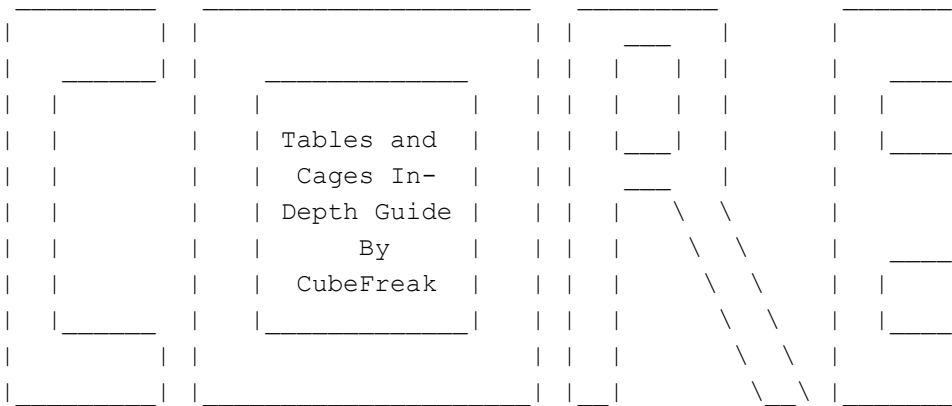 Tables and
Cages In-
Depth Guide
By
CubeFreak